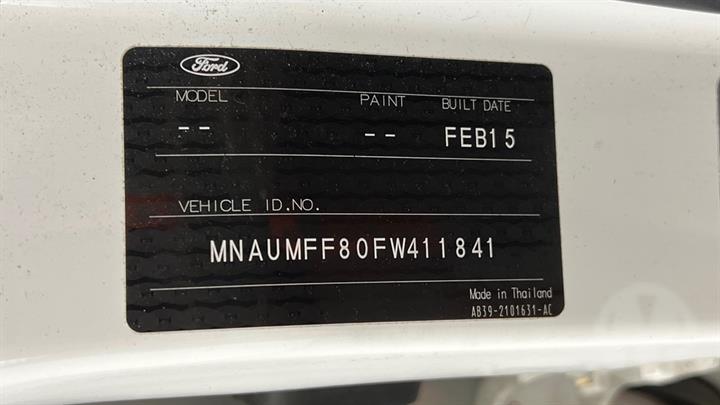 Ford
MODEL PAINT BUILT DATE
-- -- FEB15
VEHICLE ID.NO.
MNAUMFF80FW411841
Made in Thailand
AB39-2101631-AC